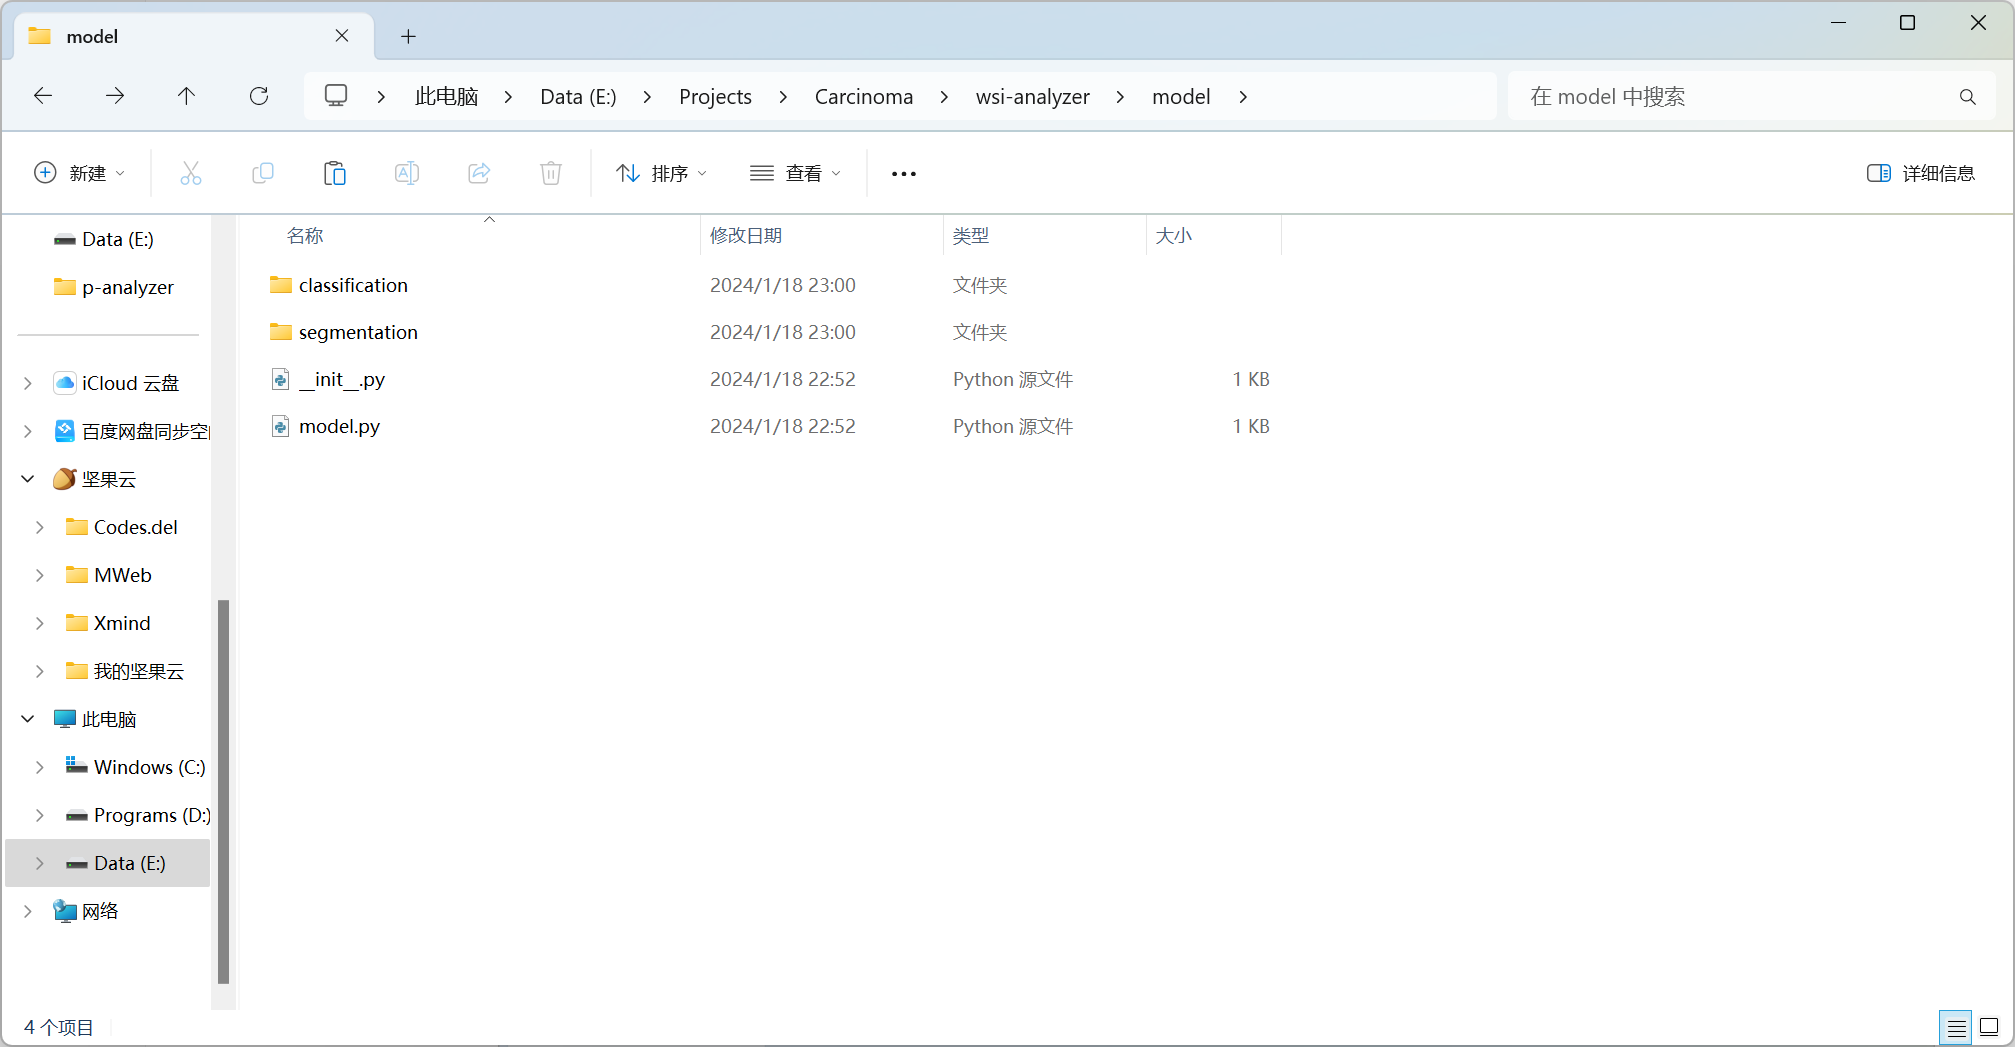 model
此电脑 Data (E:) Projects Carcinoma wsi-analyzer model
在 model 中搜索
新建 排序 查看 详细信息
Data (E:)
p-analyzer
iCloud 云盘
百度网盘同步空
坚果云
Codes.del
MWeb
Xmind
我的坚果云
此电脑
Windows (C:)
Programs (D:)
Data (E:)
网络
名称 修改日期 类型 大小
classification 2024/1/18 23:00 文件夹
segmentation 2024/1/18 23:00 文件夹
__init__.py 2024/1/18 22:52 Python 源文件 1 KB
model.py 2024/1/18 22:52 Python 源文件 1 KB
4 个项目